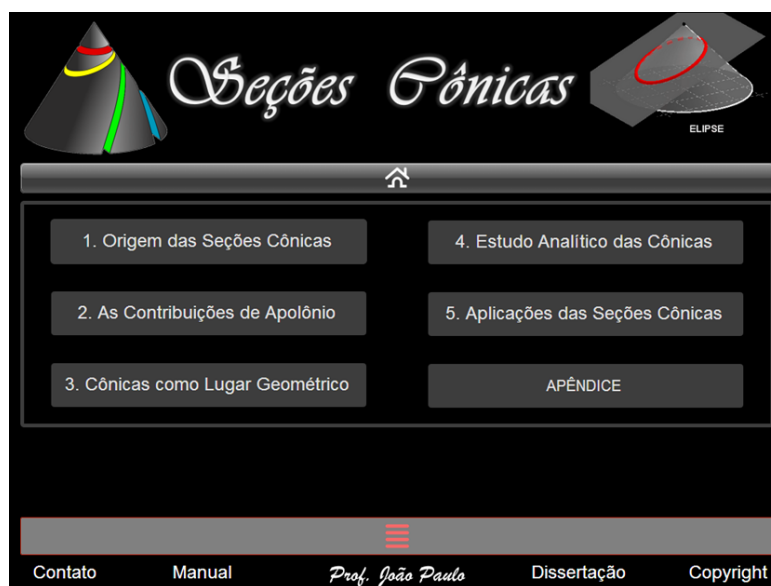 Seções Cônicas
ELIPSE
1. Origem das Seções Cônicas
4. Estudo Analítico das Cônicas
2. As Contribuições de Apolônio
5. Aplicações das Seções Cônicas
3. Cônicas como Lugar Geométrico
APÊNDICE
Contato Manual Prof. João Paulo Dissertação Copyright